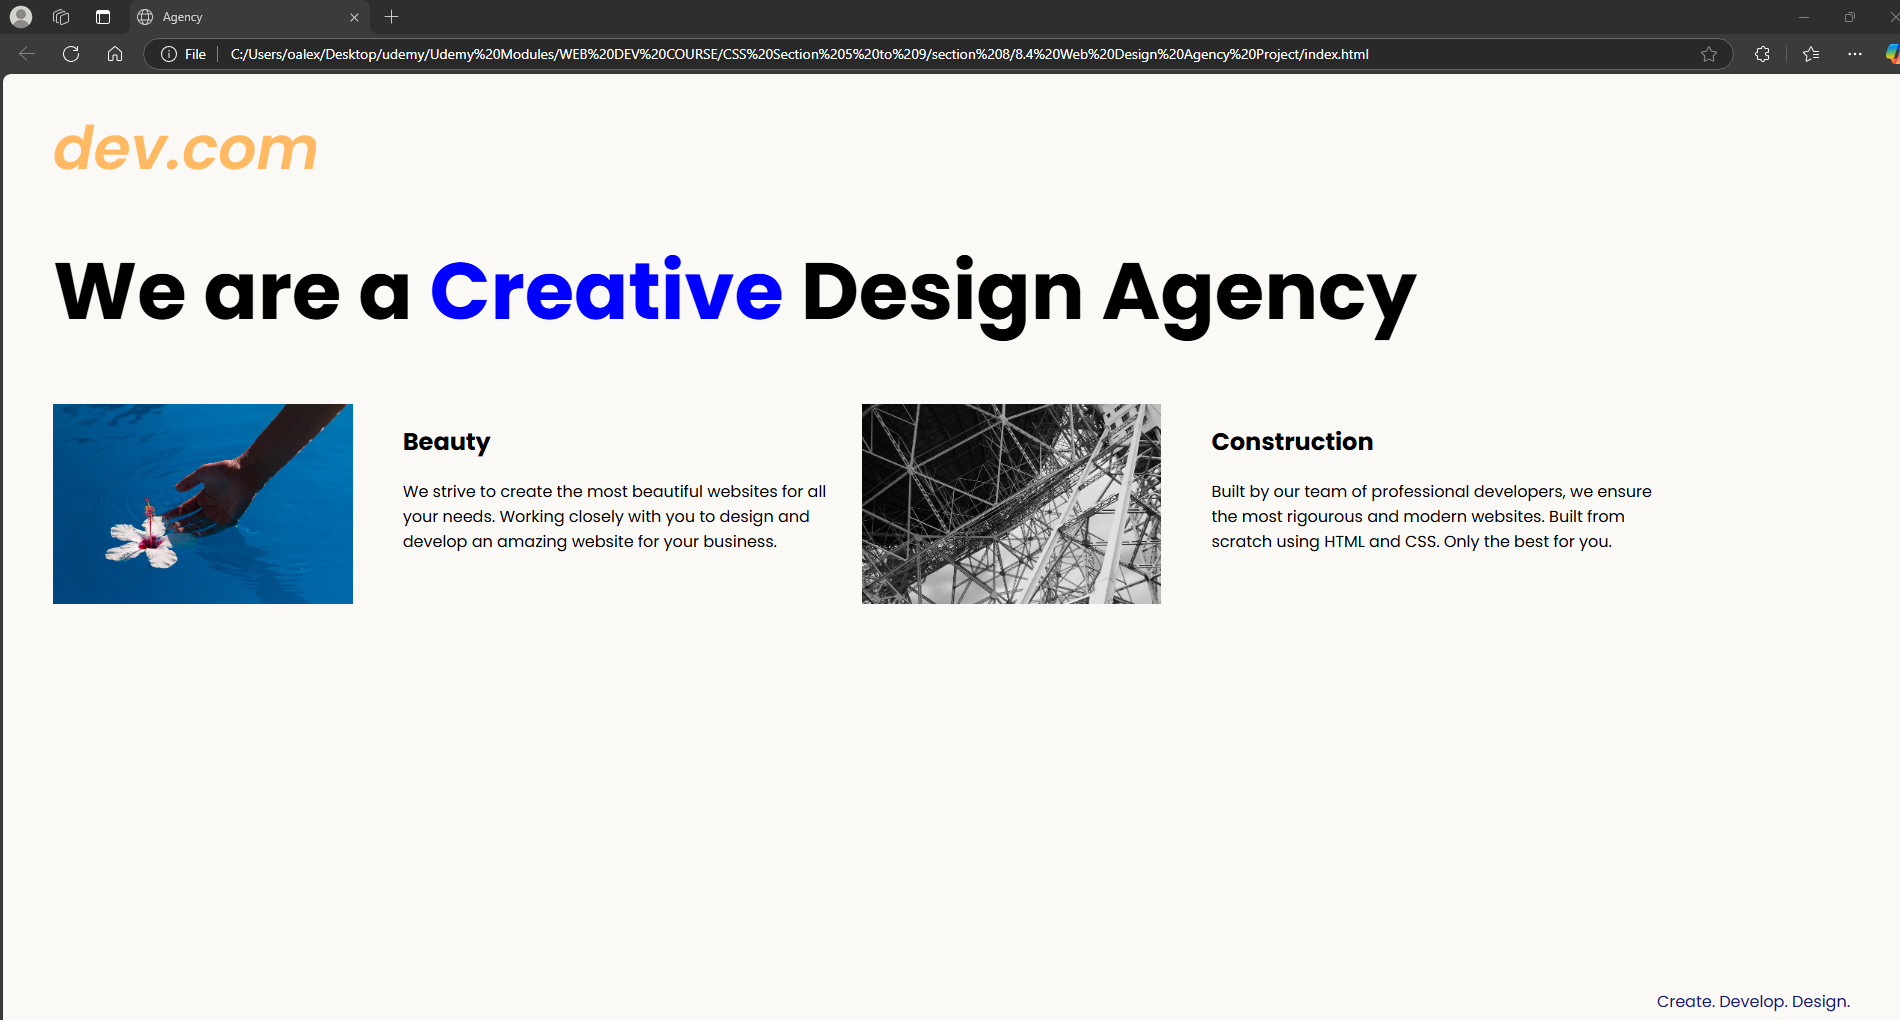 Agency
File
C:/Users/oalex/Desktop/udemy/Udemy%20Modules/WEB%20DEV%20COURSE/CSS%20Section%205%20to%209/section%208/8.4%20Web%20Design%20Agency%20Project/index.html
dev.com
We are a Creative Design Agency
Beauty
We strive to create the most beautiful websites for all
your needs. Working closely with you to design and
develop an amazing website for your business.
Construction
Built by our team of professional developers, we ensure
the most rigourous and modern websites. Built from
scratch using HTML and CSS. Only the best for you.
Create. Develop. Design.